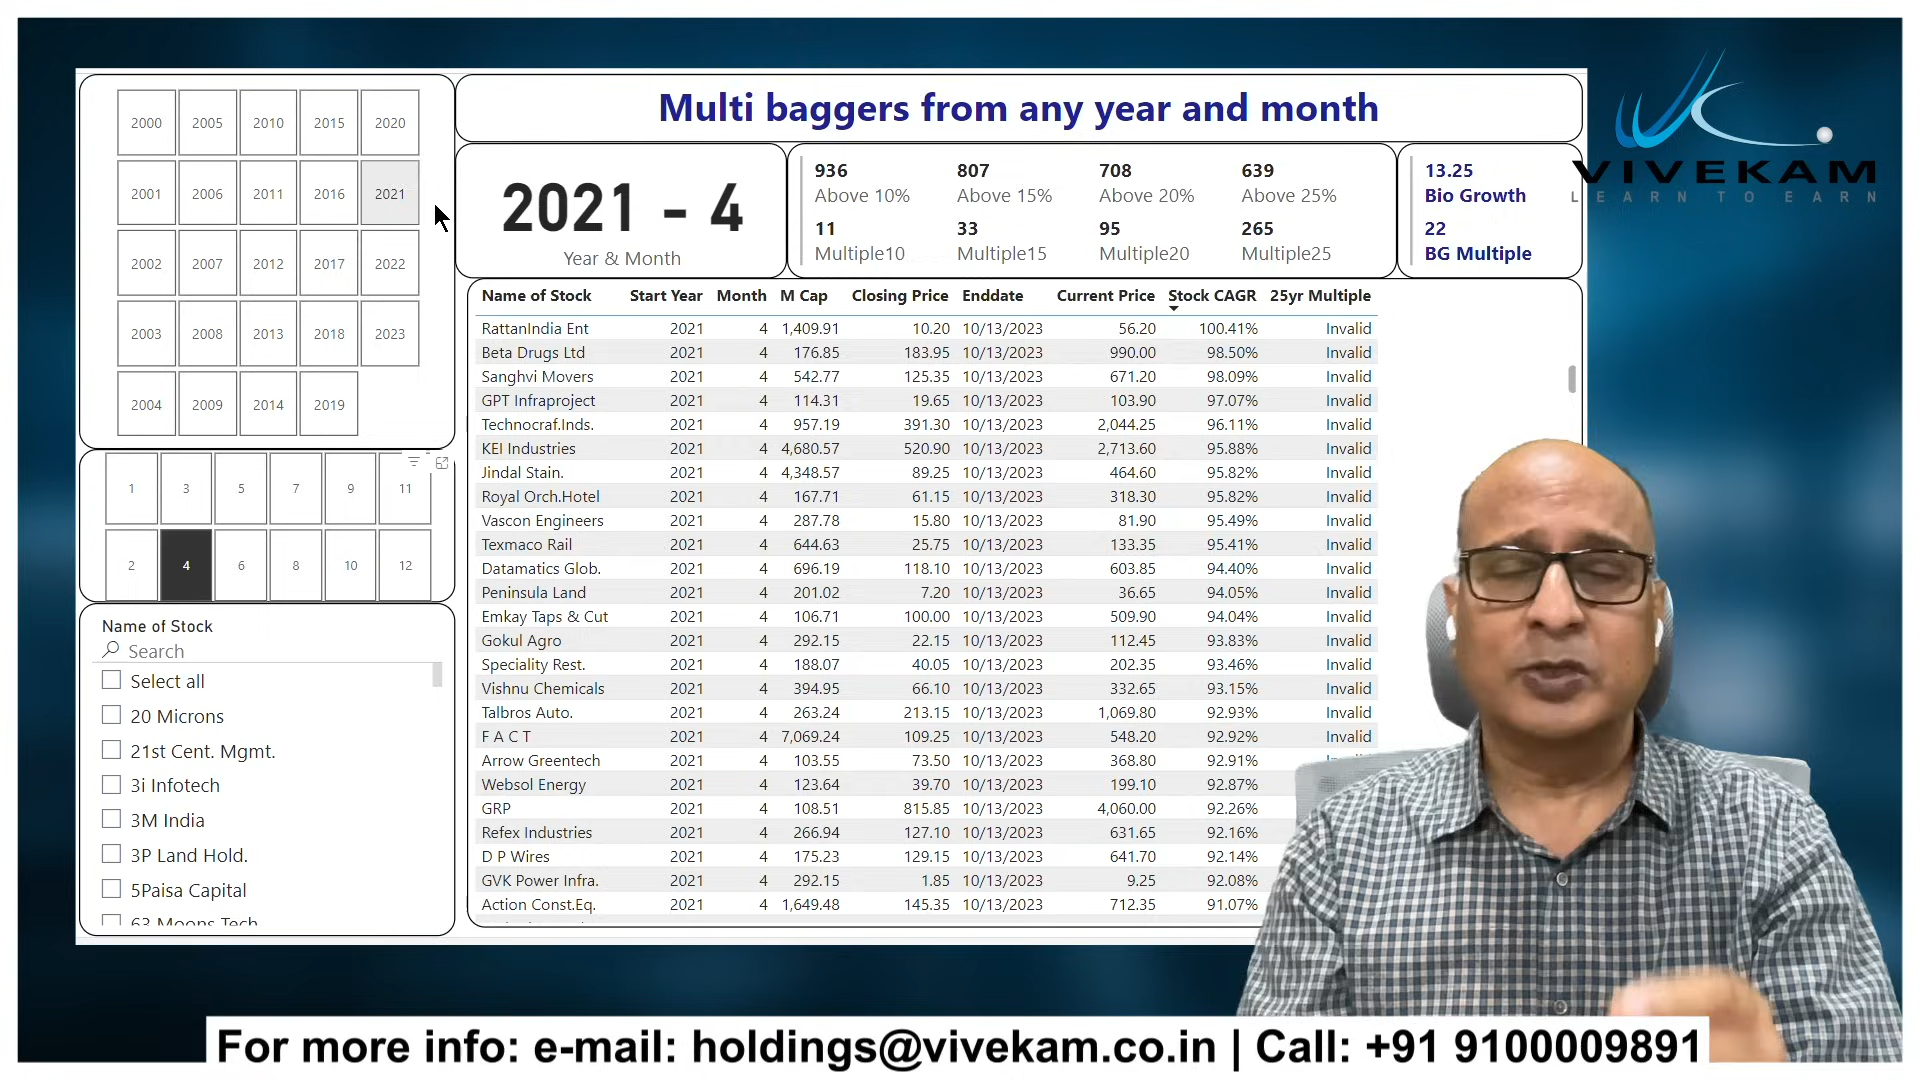 Multi baggers from any year and month
2000 2005 2010 2015 2020
2001 2006 2011 2016 2021
2002 2007 2012 2017 2022
2003 2008 2013 2018 2023
2004 2009 2014 2019
1 3 5 7 9 11
2 4 6 8 10 12
Name of Stock
Search
Select all
20 Microns
21st Cent. Mgmt.
3i Infotech
3M India
3P Land Hold.
5Paisa Capital
63 Moons Tech
2021 - 4
Year & Month
936 807 708 639
Above 10% Above 15% Above 20% Above 25%
11 33 95 265
Multiple10 Multiple15 Multiple20 Multiple25
13.25
Bio Growth
22
BG Multiple
VIVEKAM
LEARN TO EARN
Name of Stock Start Year Month M Cap Closing Price Enddate Current Price Stock CAGR 25yr Multiple
RattanIndia Ent 2021 4 1,409.91 10.20 10/13/2023 56.20 100.41% Invalid
Beta Drugs Ltd 2021 4 176.85 183.95 10/13/2023 990.00 98.50% Invalid
Sanghvi Movers 2021 4 542.77 125.35 10/13/2023 671.20 98.09% Invalid
GPT Infraproject 2021 4 114.31 19.65 10/13/2023 103.90 97.07% Invalid
Technocraf.Inds. 2021 4 957.19 391.30 10/13/2023 2,044.25 96.11% Invalid
KEI Industries 2021 4 4,680.57 520.90 10/13/2023 2,713.60 95.88% Invalid
Jindal Stain. 2021 4 4,348.57 89.25 10/13/2023 464.60 95.82% Invalid
Royal Orch.Hotel 2021 4 167.71 61.15 10/13/2023 318.30 95.82% Invalid
Vascon Engineers 2021 4 287.78 15.80 10/13/2023 81.90 95.49% Invalid
Texmaco Rail 2021 4 644.63 25.75 10/13/2023 133.35 95.41% Invalid
Datamatics Glob. 2021 4 696.19 118.10 10/13/2023 603.85 94.40% Invalid
Peninsula Land 2021 4 201.02 7.20 10/13/2023 36.65 94.05% Invalid
Emkay Taps & Cut 2021 4 106.71 100.00 10/13/2023 509.90 94.04% Invalid
Gokul Agro 2021 4 292.15 22.15 10/13/2023 112.45 93.83% Invalid
Speciality Rest. 2021 4 188.07 40.05 10/13/2023 202.35 93.46% Invalid
Vishnu Chemicals 2021 4 394.95 66.10 10/13/2023 332.65 93.15% Invalid
Talbros Auto. 2021 4 263.24 213.15 10/13/2023 1,069.80 92.93% Invalid
F A C T 2021 4 7,069.24 109.25 10/13/2023 548.20 92.92% Invalid
Arrow Greentech 2021 4 103.55 73.50 10/13/2023 368.80 92.91%
Websol Energy 2021 4 123.64 39.70 10/13/2023 199.10 92.87%
GRP 2021 4 108.51 815.85 10/13/2023 4,060.00 92.26%
Refex Industries 2021 4 266.94 127.10 10/13/2023 631.65 92.16%
D P Wires 2021 4 175.23 129.15 10/13/2023 641.70 92.14%
GVK Power Infra. 2021 4 292.15 1.85 10/13/2023 9.25 92.08%
Action Const.Eq. 2021 4 1,649.48 145.35 10/13/2023 712.35 91.07%
For more info: e-mail: holdings@vivekam.co.in | Call: +91 9100009891